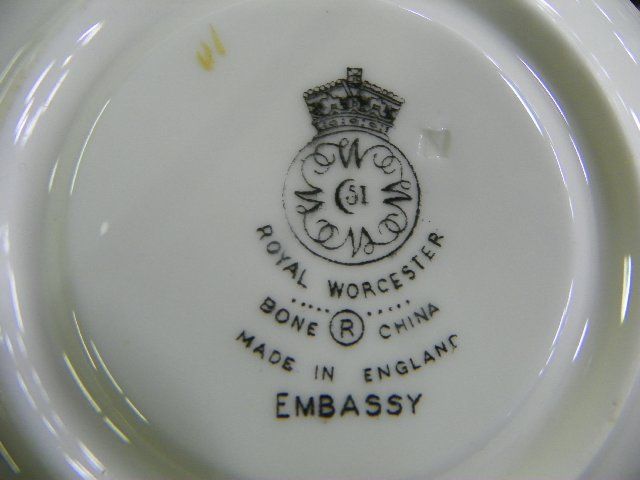 W W W W
C 51
ROYAL WORCESTER
BONE ® CHINA
MADE IN ENGLAND
EMBASSY